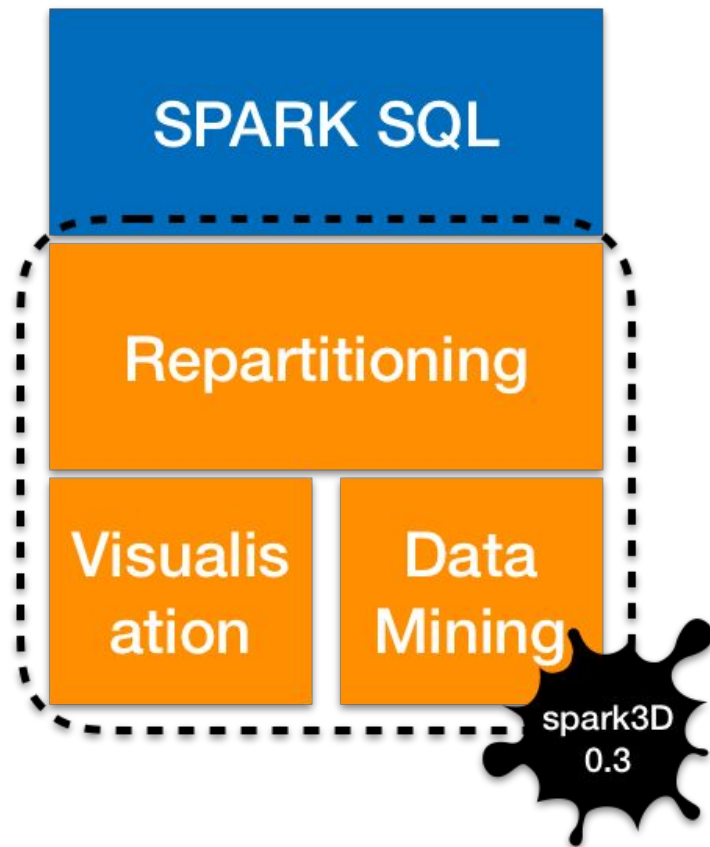 SPARK SQL
Repartitioning
Visualis
ation
Data
Mining
spark3D
0.3